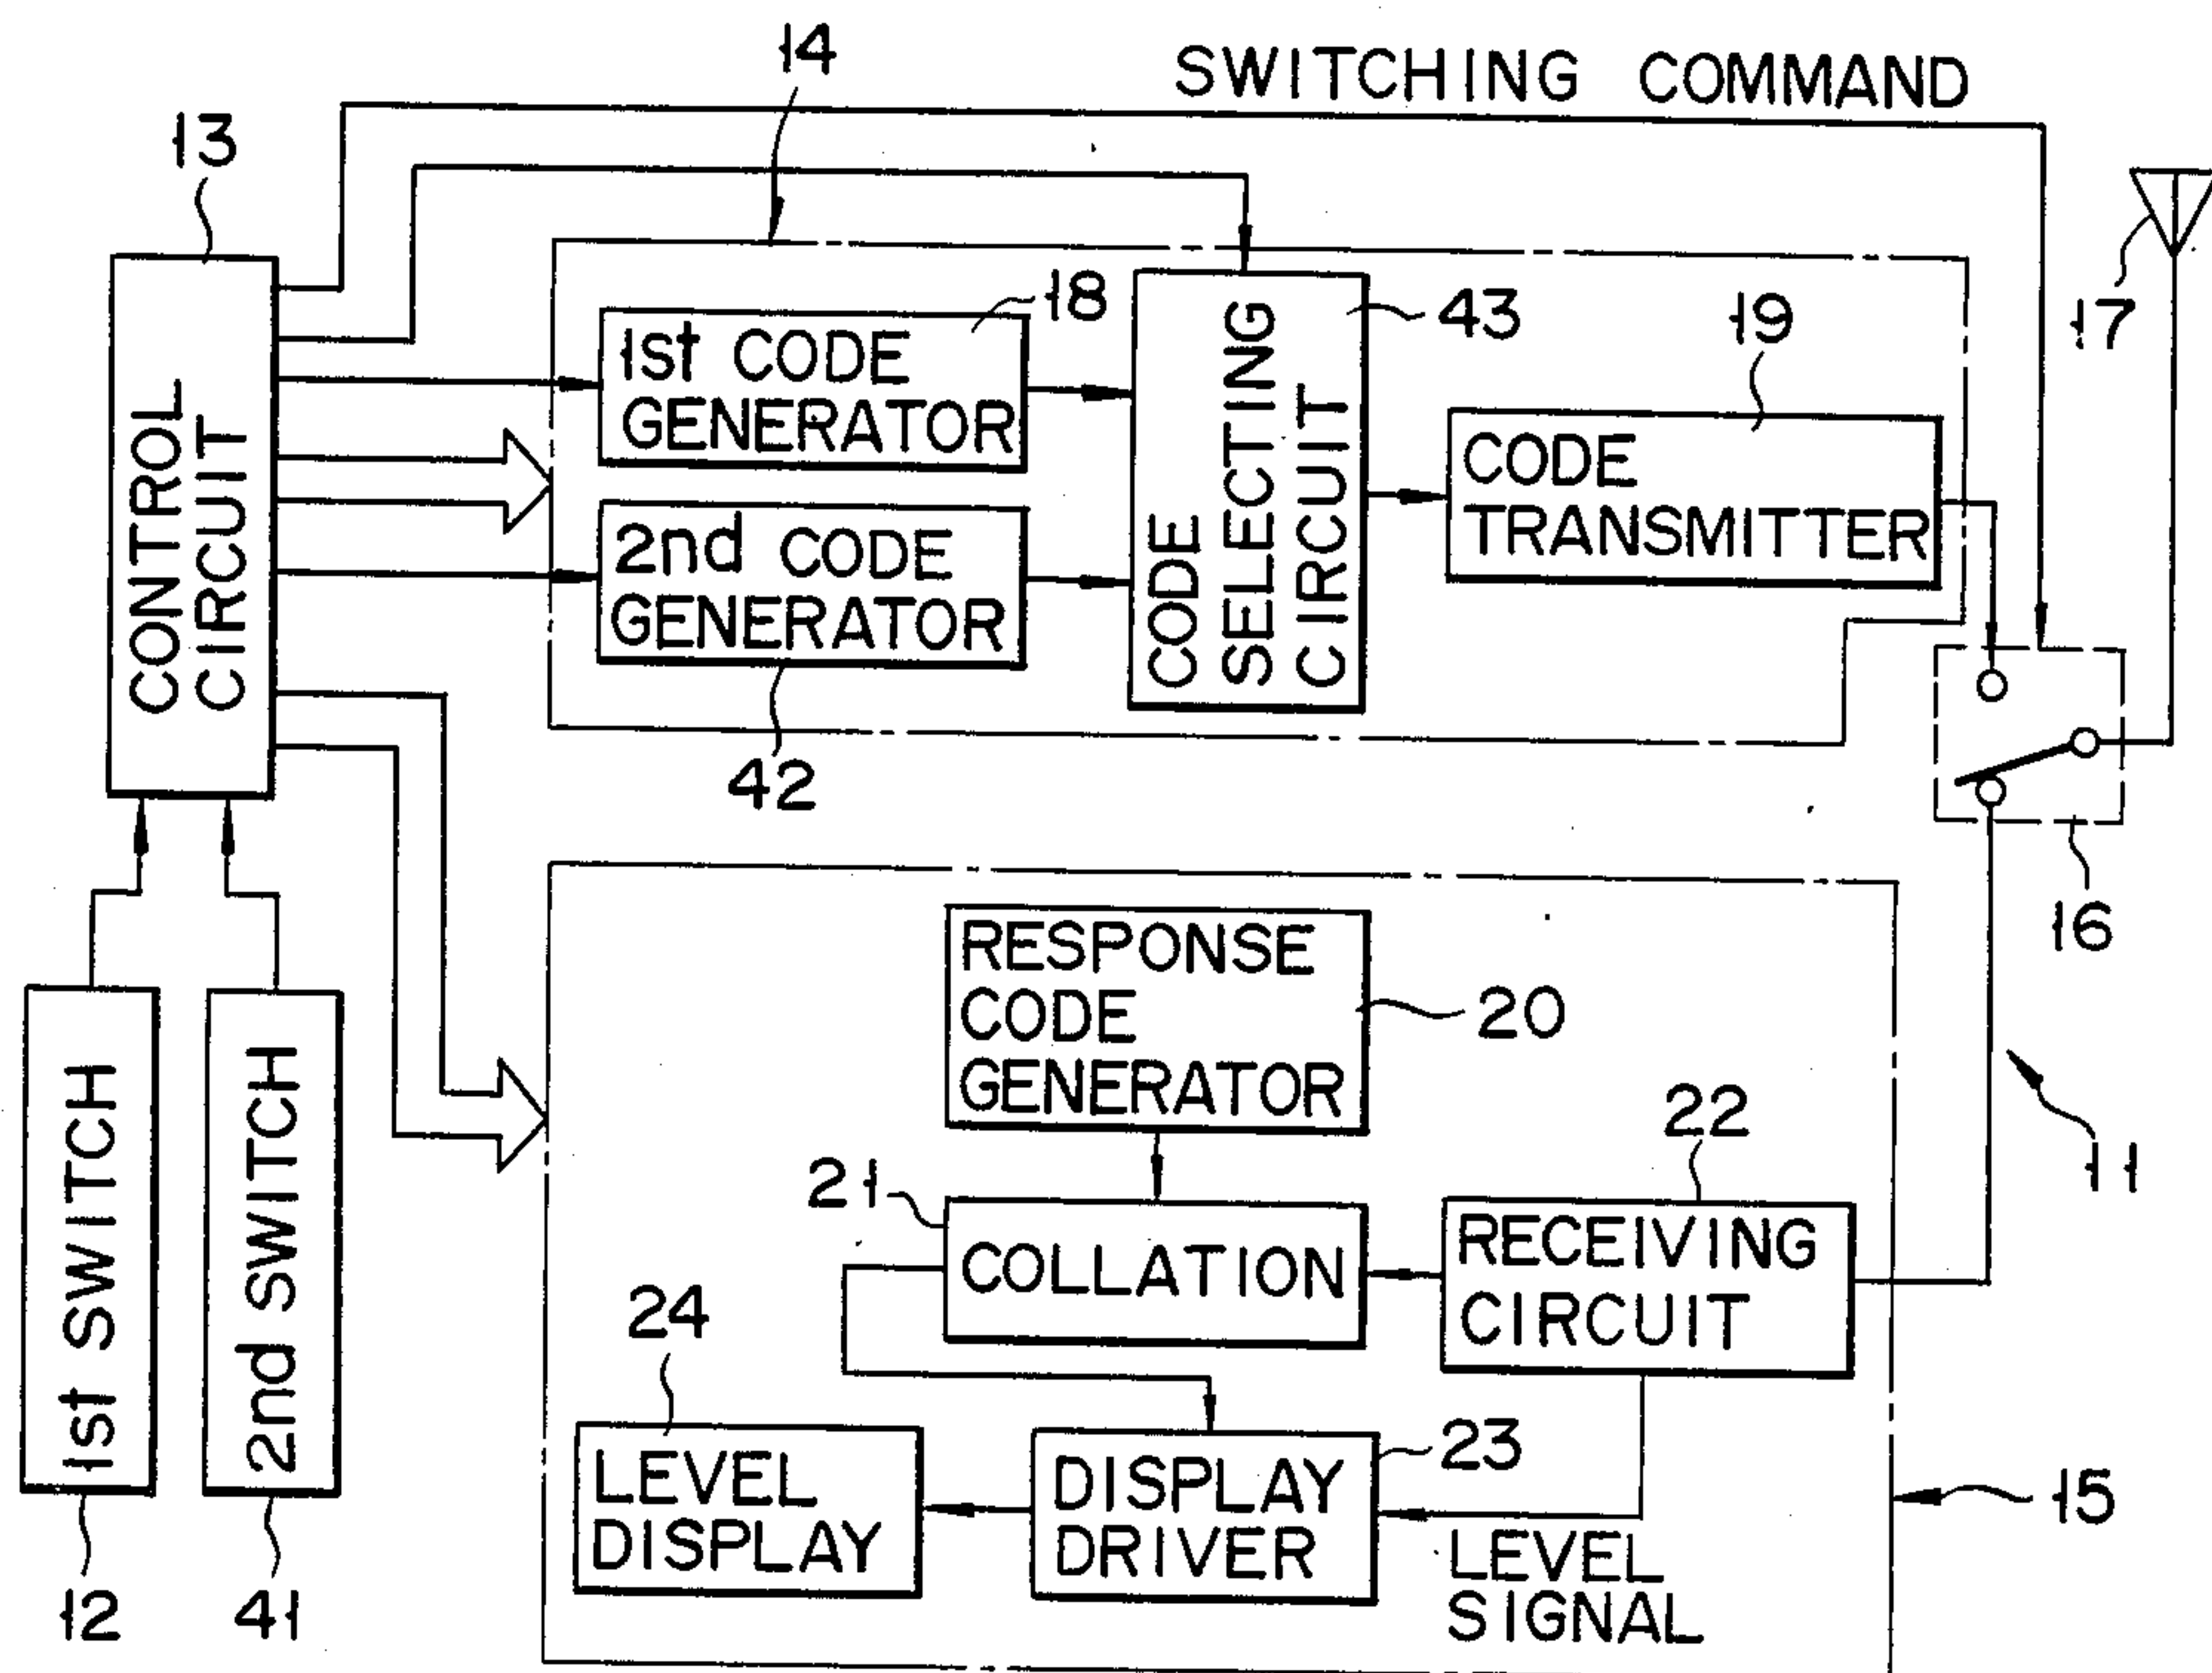 14
SWITCHING COMMAND
13
17
18
43
19
1st CODE
GENERATOR
CODE
SELECTING
CIRCUIT
CODE
TRANSMITTER
CONTROL
CIRCUIT
2nd CODE
GENERATOR
42
16
RESPONSE
CODE
GENERATOR
20
11
22
21
COLLATION
RECEIVING
CIRCUIT
1st SWITCH
2nd SWITCH
24
23
LEVEL
DISPLAY
DISPLAY
DRIVER
15
LEVEL
SIGNAL
12
41